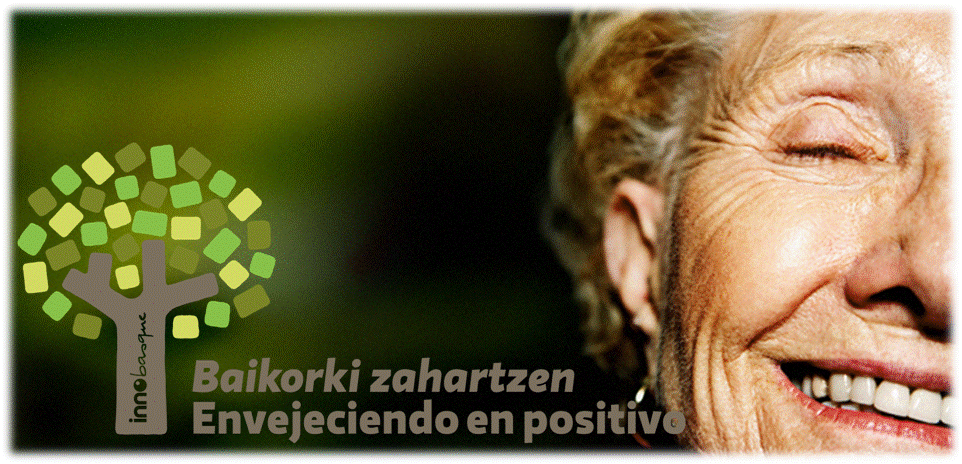 innobasque
Baikorki zahartzen
Envejeciendo en positivo